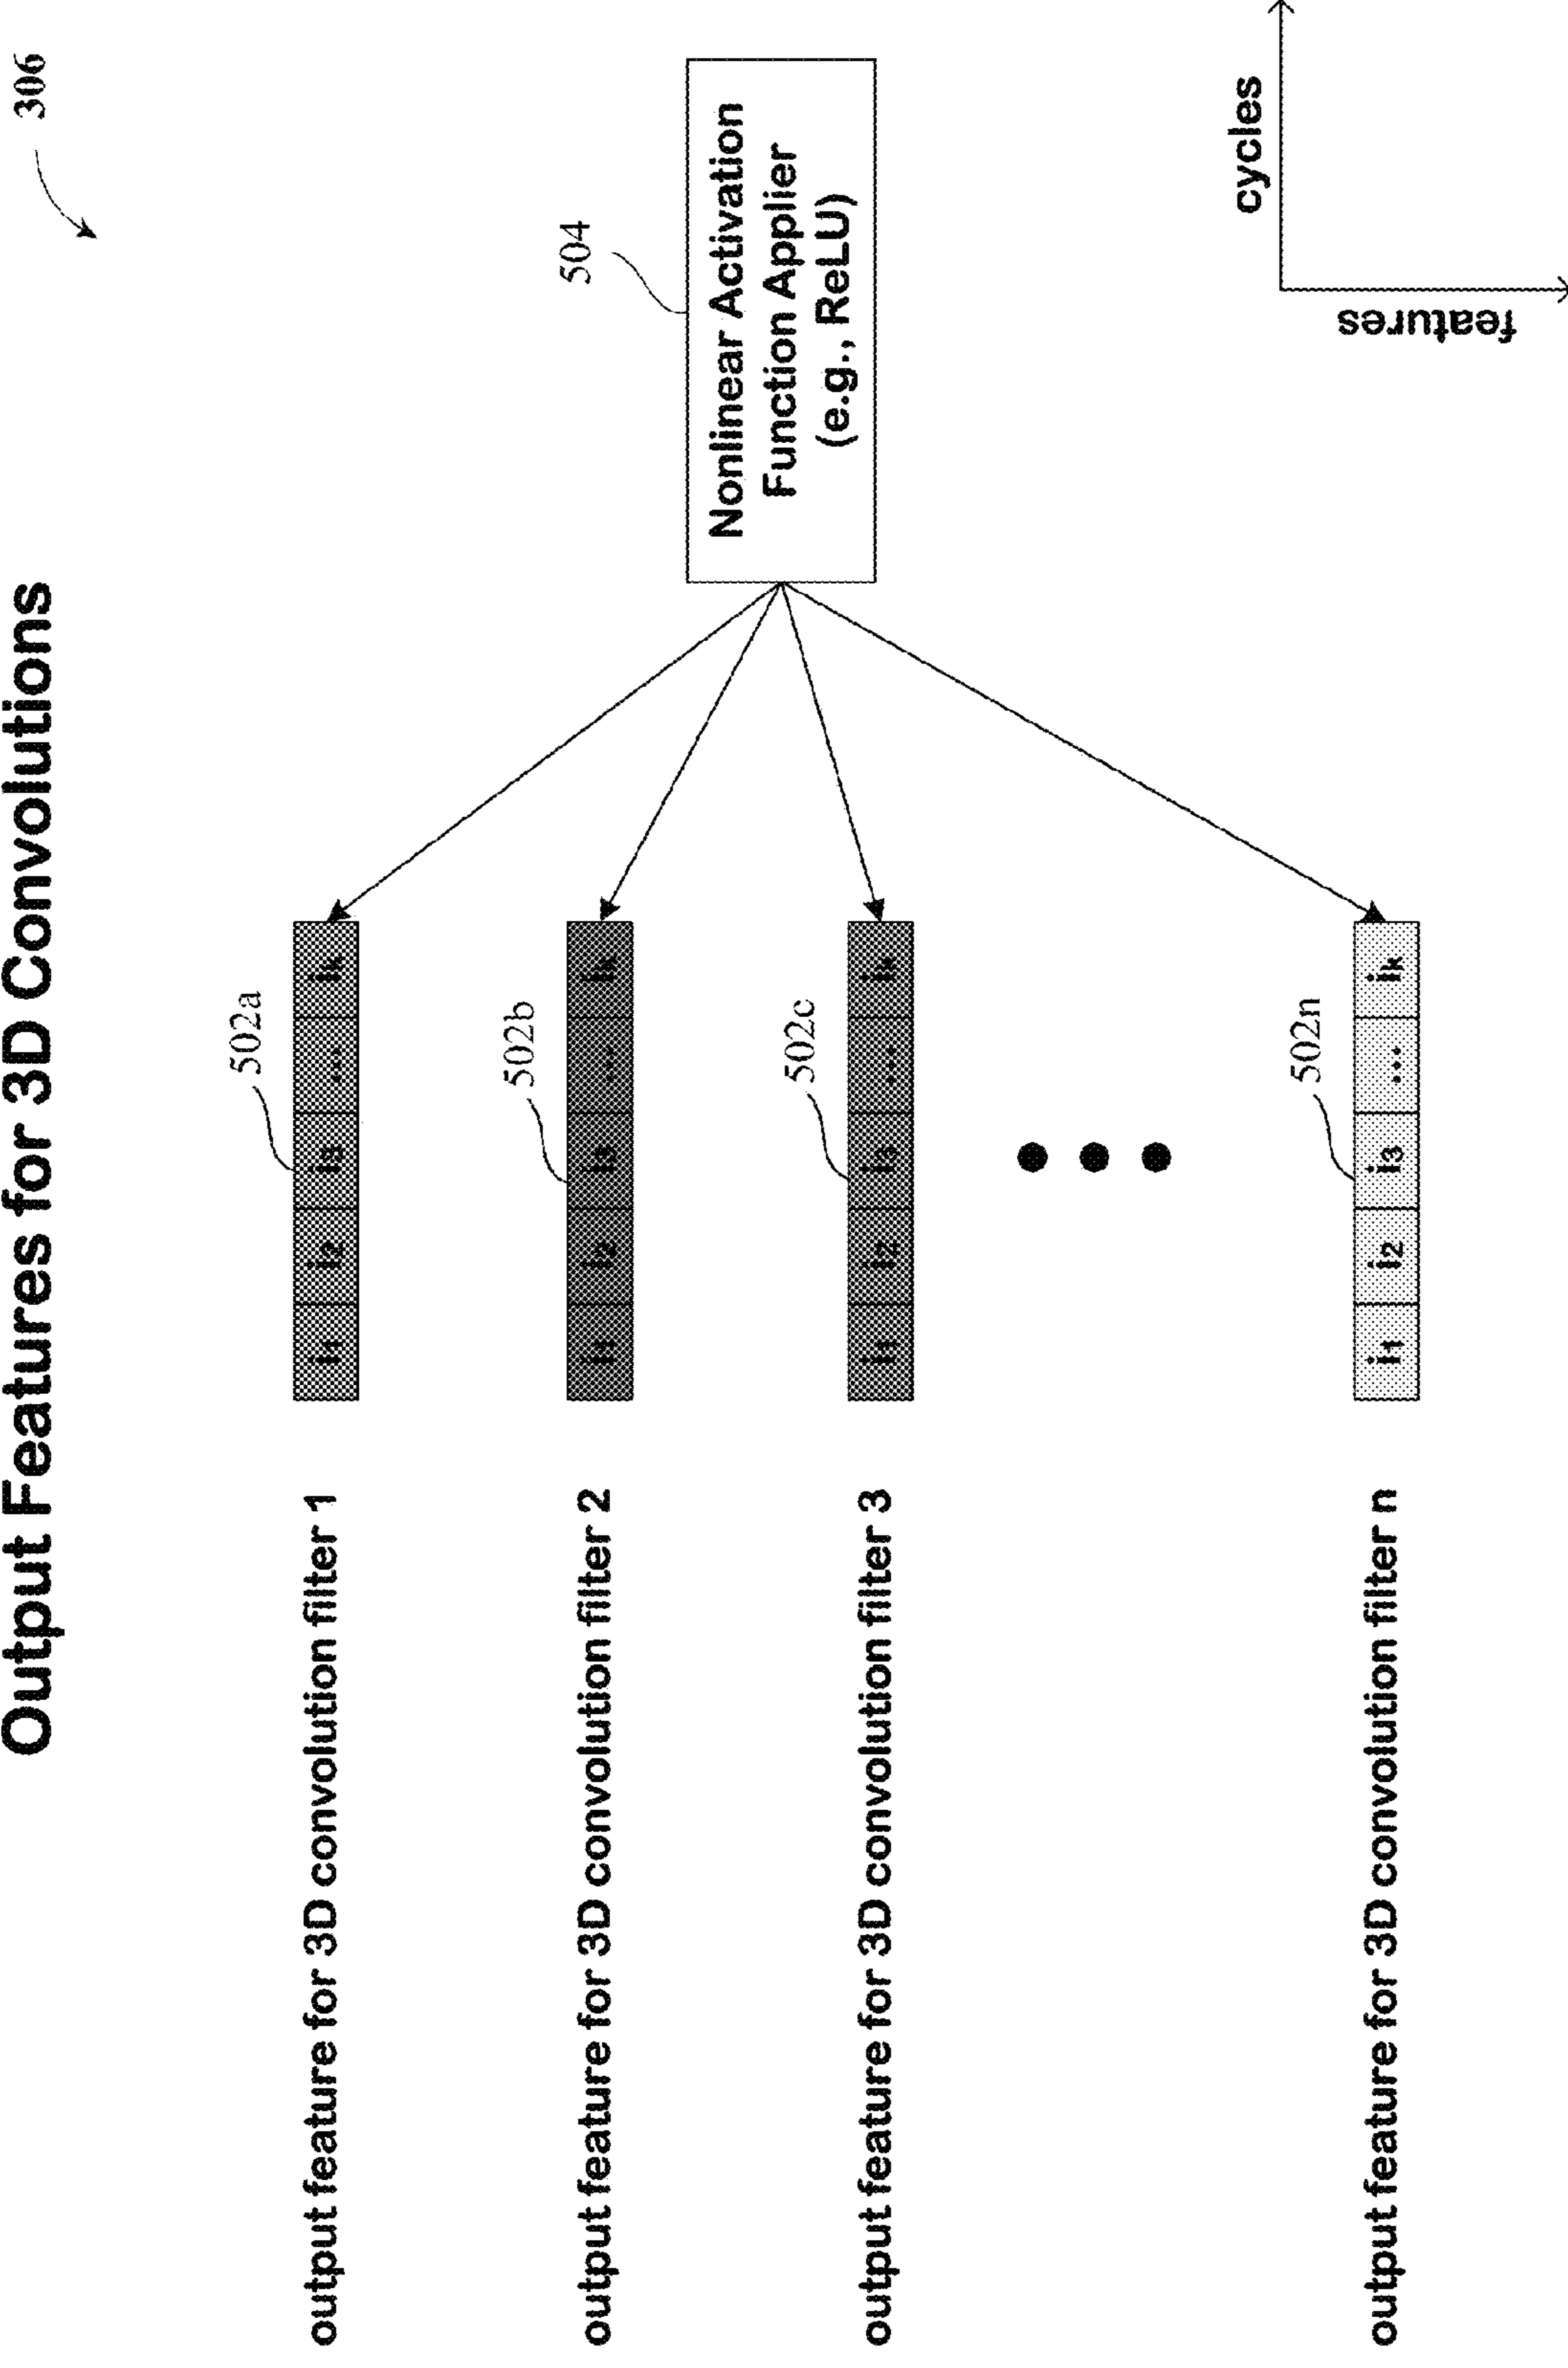 Output Features for 3D Convolutions
306
output feature for 3D convolution filter 1
502a
i1 i2 i3 ... ik
output feature for 3D convolution filter 2
502b
i1 i2 i3 ... ik
504
Nonlinear Activation
Function Applier
(e.g., ReLU)
output feature for 3D convolution filter 3
502c
i1 i2 i3 ... ik
output feature for 3D convolution filter n
502n
i1 i2 i3 ... ik
cycles
features